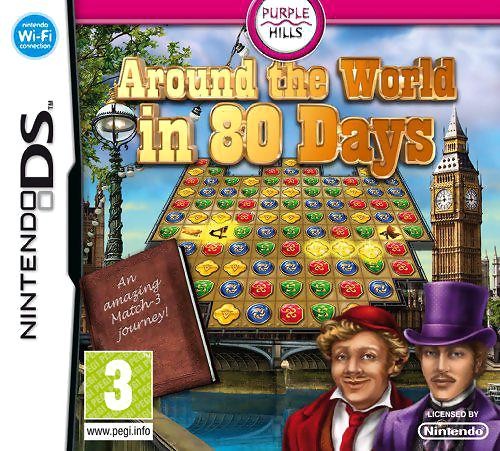 nintendo
Wi-Fi
connection
NINTENDO DS™
PURPLE
HILLS
Around the World
in 80 Days
An
amazing
Match-3
journey!
3
www.pegi.info
LICENSED BY
Nintendo